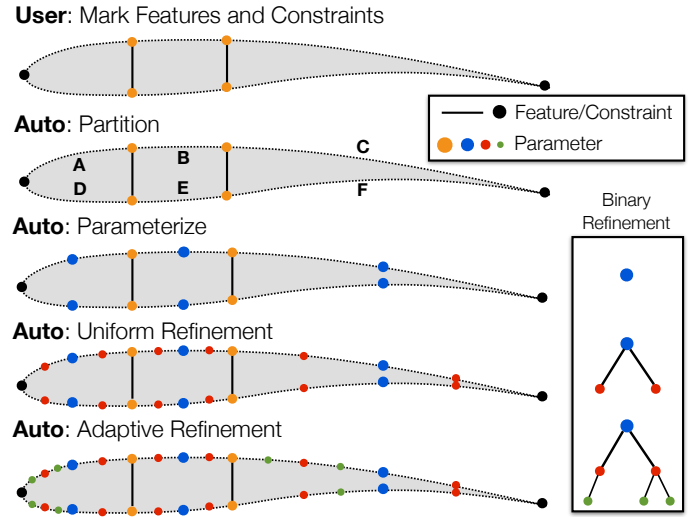 User: Mark Features and Constraints
Feature/Constraint
Parameter
Auto: Partition
A
B
C
D
E
F
Binary
Refinement
Auto: Parameterize
Auto: Uniform Refinement
Auto: Adaptive Refinement